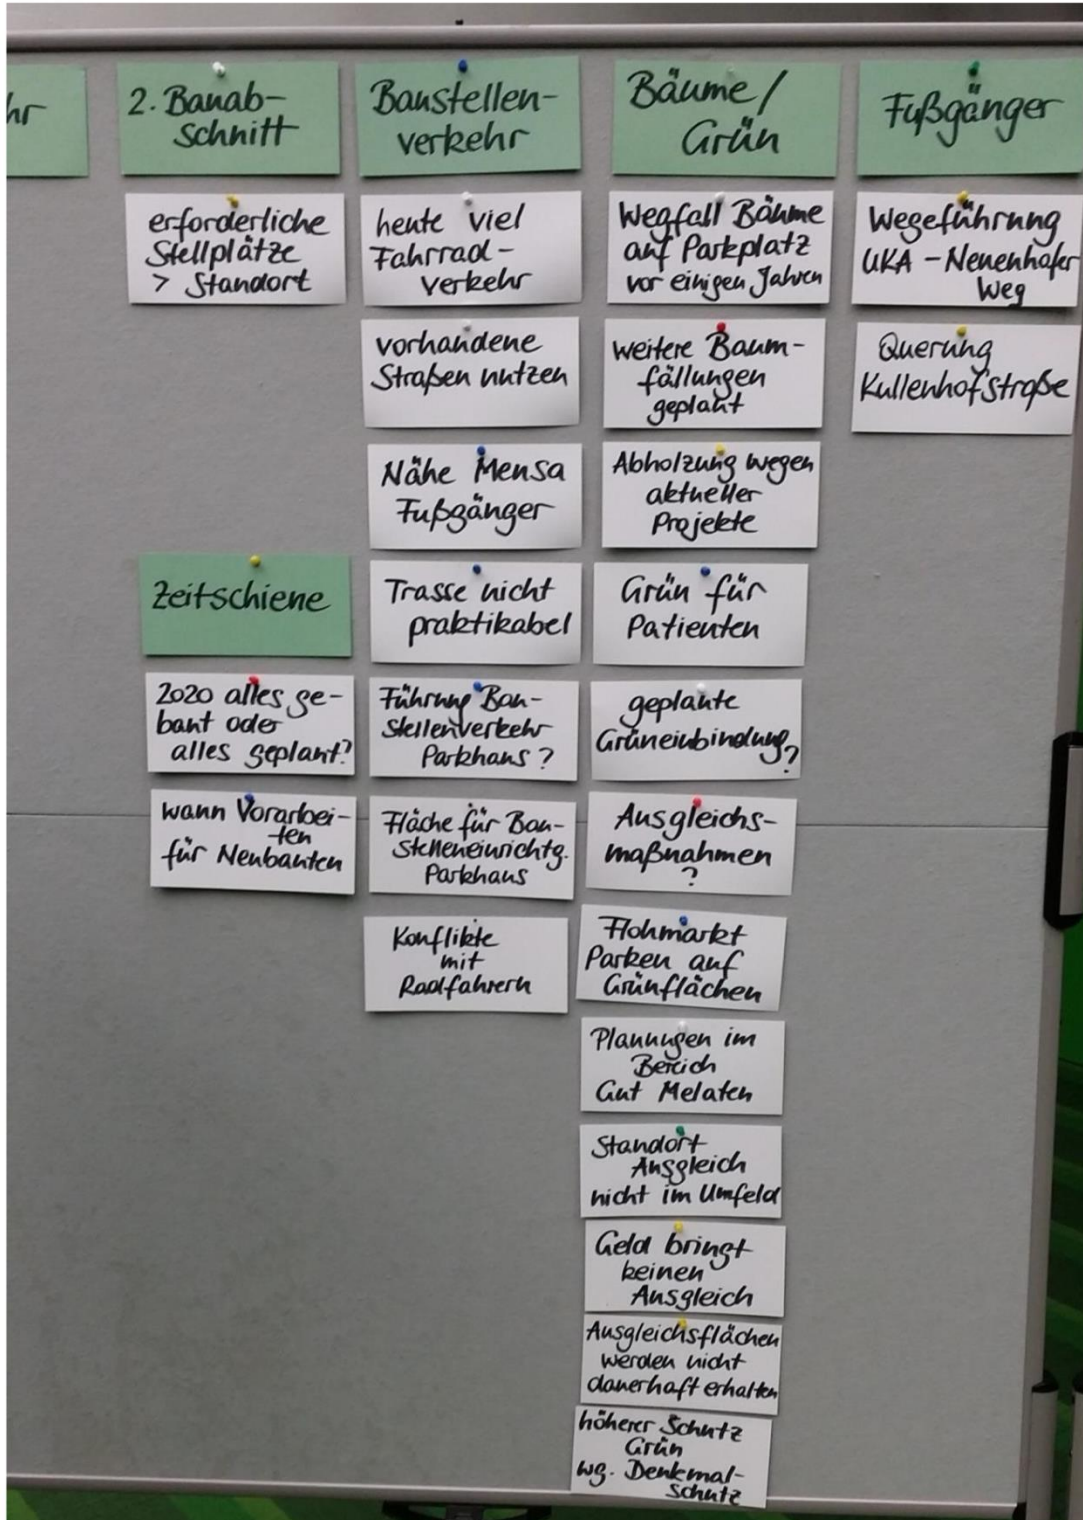 hr
2. Bauab-
schnitt
erforderliche
Stellplätze
> Standort
Zeitschiene
2020 alles ge-
baut oder
alles geplant?
wann Vorarbei-
ten
für Neubauten
Baustellen-
verkehr
heute viel
Fahrrad-
verkehr
vorhandene
Straßen nutzen
Nähe Mensa
Fußgänger
Trasse nicht
praktikabel
Führung Bau-
stellenverkehr
Parkhaus?
Fläche für Bau-
stelleneinrichtg.
Parkhaus
Konflikte
mit
Radfahrern
Bäume/
Grün
Wegfall Bäume
auf Parkplatz
vor einigen Jahren
weitere Baum-
fällungen
geplant
Abholzung wegen
aktueller
Projekte
Grün für
Patienten
geplante
Grüneinbindung?
Ausgleichs-
maßnahmen
?
Flohmarkt
Parken auf
Grünflächen
Planungen im
Bereich
Gut Melaten
Standort
Ausgleich
nicht im Umfeld
Geld bringt
keinen
Ausgleich
Ausgleichsflächen
werden nicht
dauerhaft erhalten
höherer Schutz
Grün
wg. Denkmal-
schutz
Fußgänger
Wegeführung
UKA - Neuenhofer
Weg
Querung
Kullenhofstraße